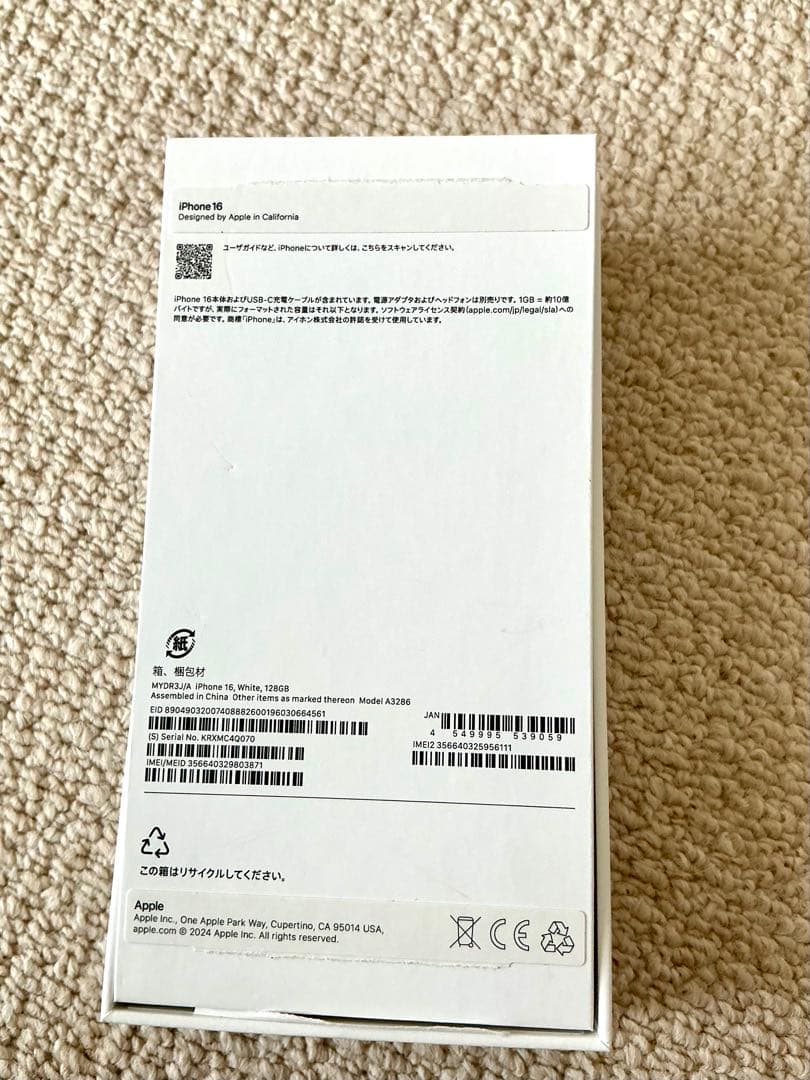 iPhone 16
Designed by Apple in California
ユーザガイドなど、iPhoneについて詳しくは、こちらをスキャンしてください。
iPhone 16本体およびUSB-C充電ケーブルが含まれています。電源アダプタおよびヘッドフォンは別売りです。1GB = 約10億
バイトですが、実際にフォーマットされた容量はそれ以下となります。ソフトウェアライセンス契約(apple.com/jp/legal/sla)への
同意が必要です。商標「iPhone」は、アイホン株式会社の許諾を受けて使用しています。
紙
箱、梱包材
MYDR3J/A iPhone 16, White, 128GB
Assembled in China Other items as marked thereon Model A3286
EID 89049032007408882600196030664561
JAN
4 549995 539059
(S) Serial No. KRXMC4Q070
IMEI2 356640325956111
IMEI/MEID 356640329803871
この箱はリサイクルしてください。
Apple
Apple Inc., One Apple Park Way, Cupertino, CA 95014 USA,
apple.com © 2024 Apple Inc. All rights reserved.
CE